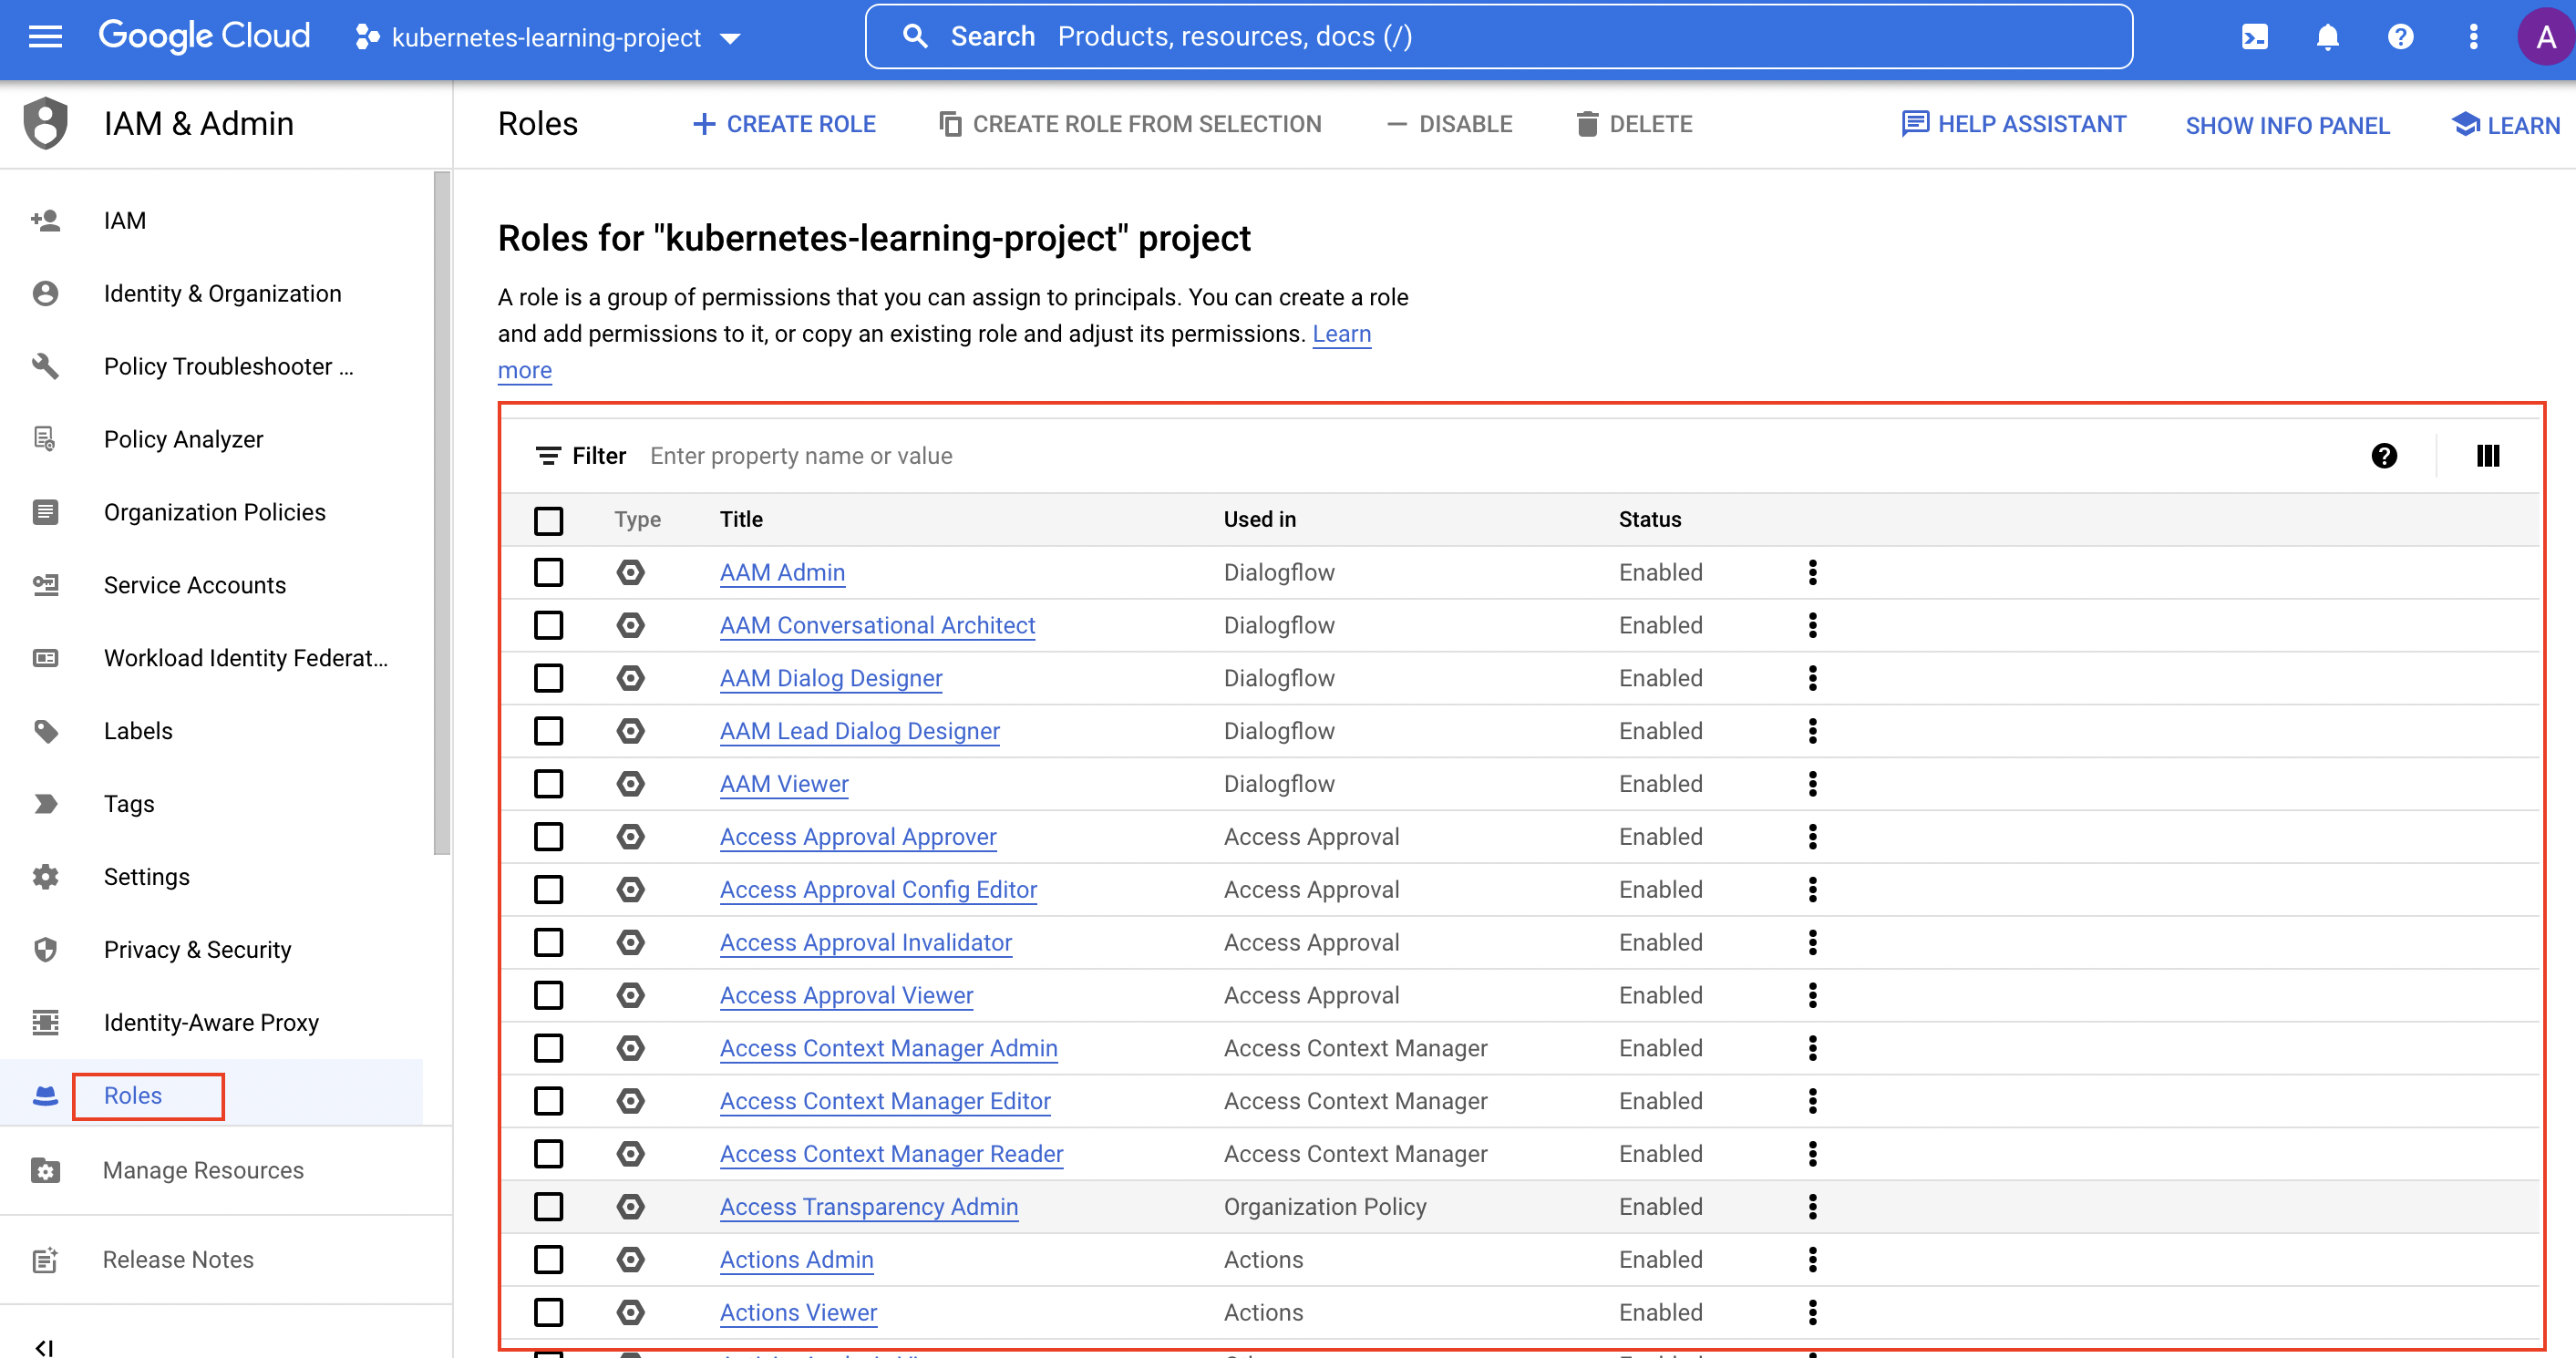 Google Cloud kubernetes-learning-project Search Products, resources, docs (/) A
IAM & Admin
Roles CREATE ROLE CREATE ROLE FROM SELECTION DISABLE DELETE HELP ASSISTANT SHOW INFO PANEL LEARN
IAM
Identity & Organization
Policy Troubleshooter ...
Policy Analyzer
Organization Policies
Service Accounts
Workload Identity Federat...
Labels
Tags
Settings
Privacy & Security
Identity-Aware Proxy
Roles
Manage Resources
Release Notes
Roles for "kubernetes-learning-project" project
A role is a group of permissions that you can assign to principals. You can create a role
and add permissions to it, or copy an existing role and adjust its permissions. Learn
more
Filter Enter property name or value
Type Title Used in Status
AAM Admin Dialogflow Enabled
AAM Conversational Architect Dialogflow Enabled
AAM Dialog Designer Dialogflow Enabled
AAM Lead Dialog Designer Dialogflow Enabled
AAM Viewer Dialogflow Enabled
Access Approval Approver Access Approval Enabled
Access Approval Config Editor Access Approval Enabled
Access Approval Invalidator Access Approval Enabled
Access Approval Viewer Access Approval Enabled
Access Context Manager Admin Access Context Manager Enabled
Access Context Manager Editor Access Context Manager Enabled
Access Context Manager Reader Access Context Manager Enabled
Access Transparency Admin Organization Policy Enabled
Actions Admin Actions Enabled
Actions Viewer Actions Enabled